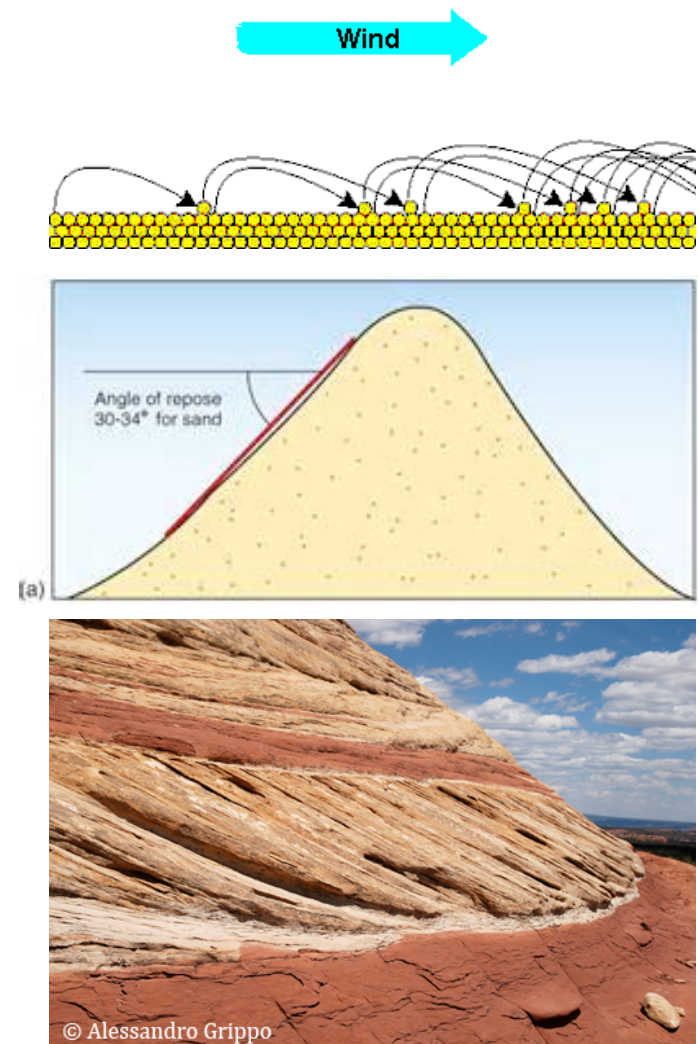 Wind
Angle of repose
30-34° for sand
(a)
© Alessandro Grippo